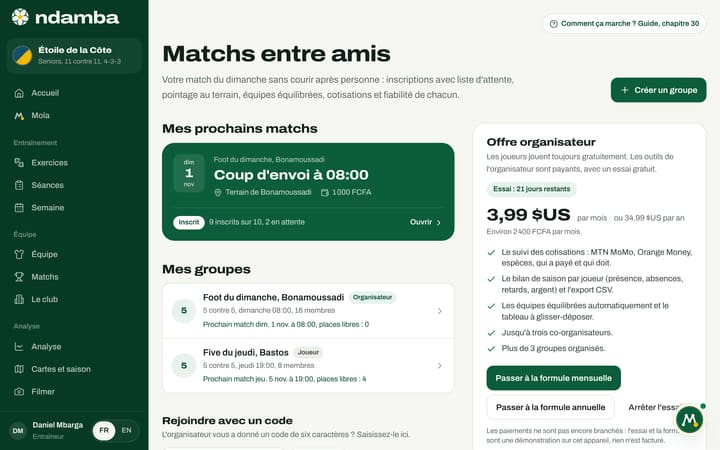 ndamba
Étoile de la Côte
Seniors, 11 contre 11, 4-3-3
Accueil
Mola
Entraînement
Exercices
Séances
Semaine
Équipe
Équipe
Matchs
Le club
Analyse
Analyse
Cartes et saison
Filmer
DM
Daniel Mbarga
Entraîneur
FR
EN
Comment ça marche ? Guide, chapitre 30
Matchs entre amis
Votre match du dimanche sans courir après personne : inscriptions avec liste d'attente,
pointage au terrain, équipes équilibrées, cotisations et fiabilité de chacun.
Créer un groupe
Mes prochains matchs
dim
1
nov
Foot du dimanche, Bonamoussadi
Coup d'envoi à 08:00
Terrain de Bonamoussadi
1 000 FCFA
Inscrit
9 inscrits sur 10, 2 en attente
Ouvrir
Mes groupes
5
Foot du dimanche, Bonamoussadi
Organisateur
5 contre 5, dimanche 08:00, 16 membres
Prochain match dim. 1 nov. à 08:00, places libres : 0
5
Five du jeudi, Bastos
Joueur
5 contre 5, jeudi 19:00, 8 membres
Prochain match jeu. 5 nov. à 19:00, places libres : 4
Rejoindre avec un code
L'organisateur vous a donné un code de six caractères ? Saisissez-le ici.
Offre organisateur
Les joueurs jouent toujours gratuitement. Les outils de
l'organisateur sont payants, avec un essai gratuit.
Essai : 21 jours restants
3,99 $US par mois ou 34,99 $US par an
Environ 2 400 FCFA par mois.
Le suivi des cotisations : MTN MoMo, Orange Money,
espèces, qui a payé et qui doit.
Le bilan de saison par joueur (présence, absences,
retards, argent) et l'export CSV.
Les équipes équilibrées automatiquement et le
tableau à glisser-déposer.
Jusqu'à trois co-organisateurs.
Plus de 3 groupes organisés.
Passer à la formule mensuelle
Passer à la formule annuelle
Arrêter
Les paiements ne sont pas encore branchés : l'essai et la
sont une démonstration sur cet appareil, rien n'est facturé.